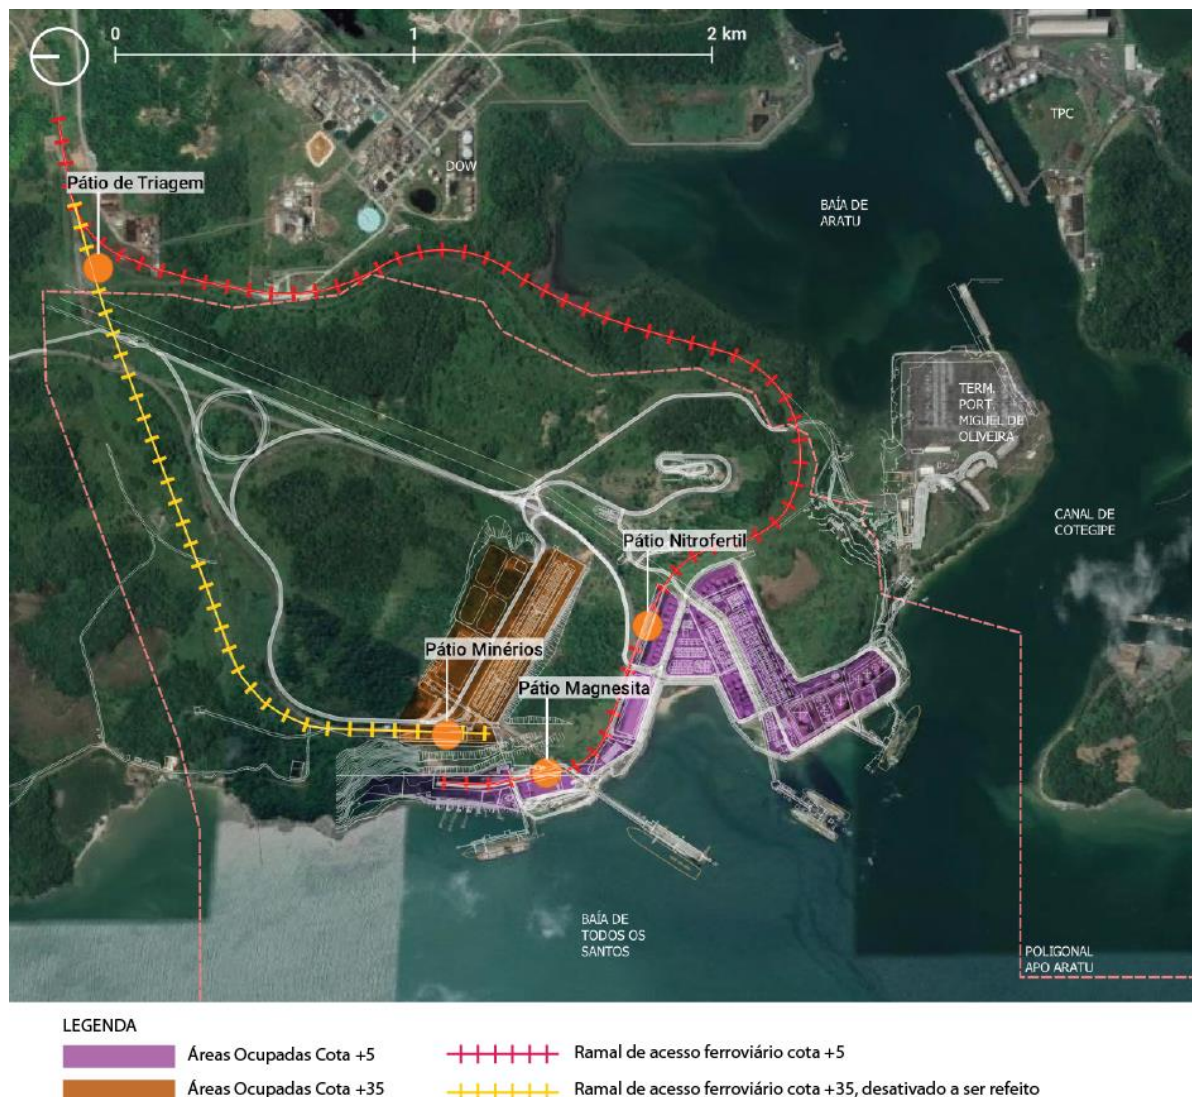 0 1 2 km
TPC
DOW
Pátio de Triagem
BAÍA DE
ARATU
TERM.
PORT.
MIGUEL DE
OLIVEIRA
CANAL DE
COTEGIPE
Pátio Nitrofertil
Pátio Minérios
Pátio Magnesita
BAÍA DE
TODOS OS
SANTOS
POLIGONAL
APO ARATU
LEGENDA
Áreas Ocupadas Cota +5
Ramal de acesso ferroviário cota +5
Áreas Ocupadas Cota +35
Ramal de acesso ferroviário cota +35, desativado a ser refeito